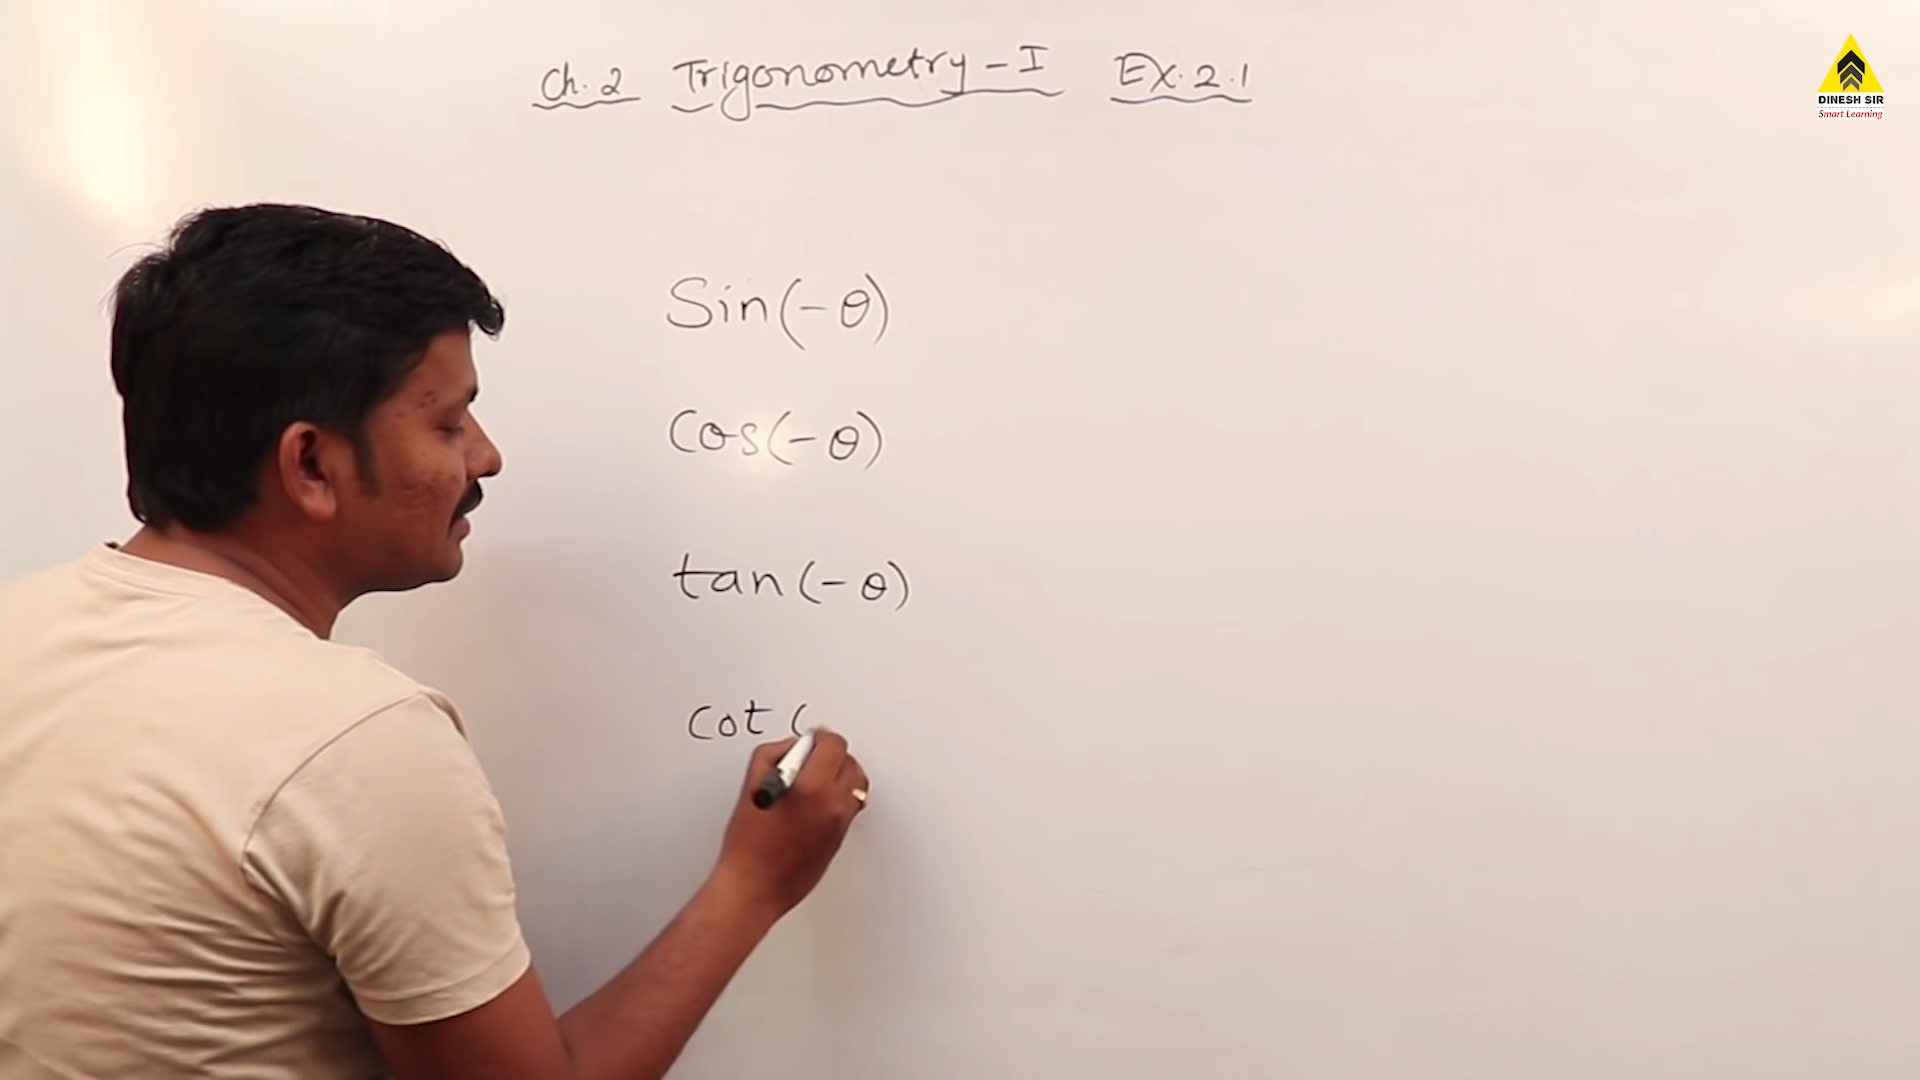 Ch. 2 Trigonometry - I Ex. 2.1
DINESH SIR
Smart Learning
Sin(-θ)
Cos(-θ)
tan(-θ)
Cot (